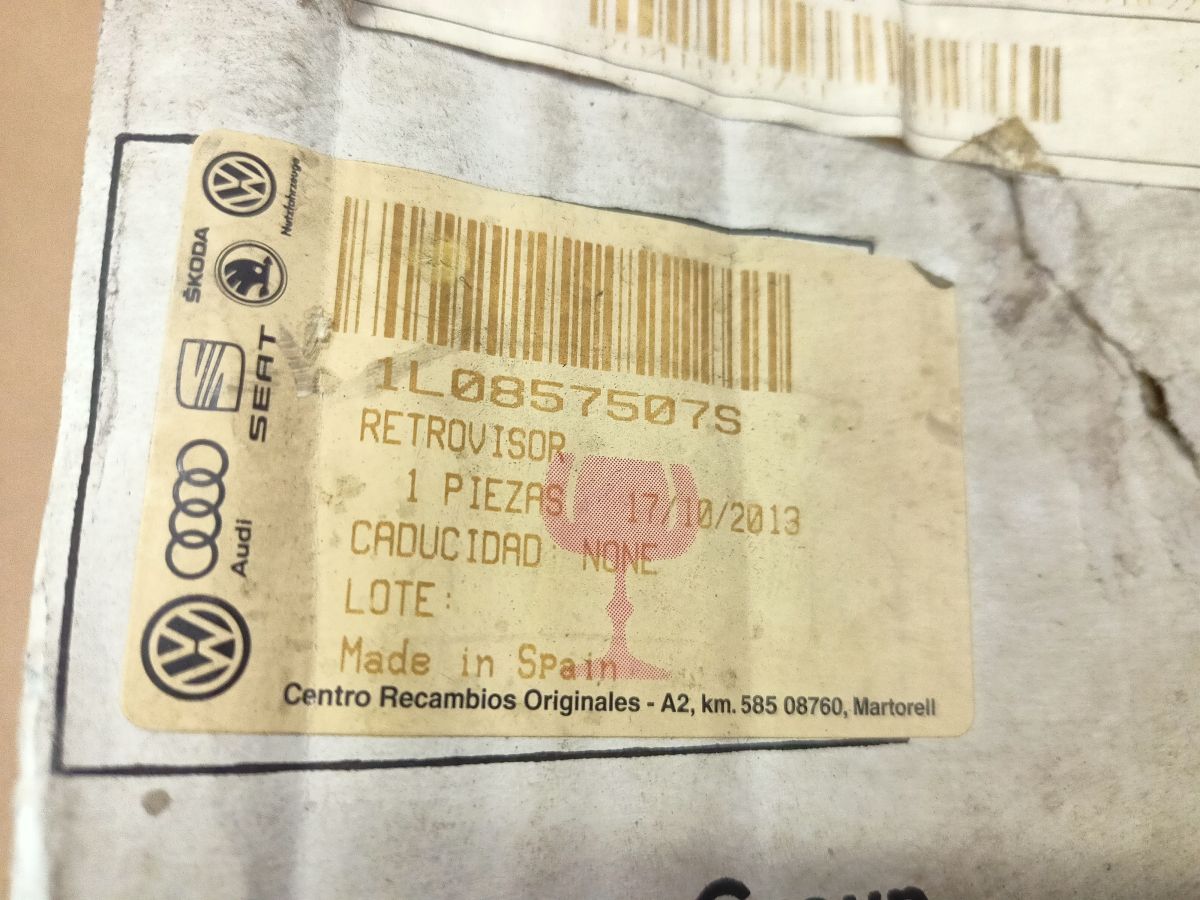 Nutzfahrzeuge
ŠKODA
SEAT
Audi
1L0857507S
RETROVISOR
1 PIEZAS 17/10/2013
CADUCIDAD: NONE
LOTE:
Made in Spain
Centro Recambios Originales - A2, km. 585 08760, Martorell